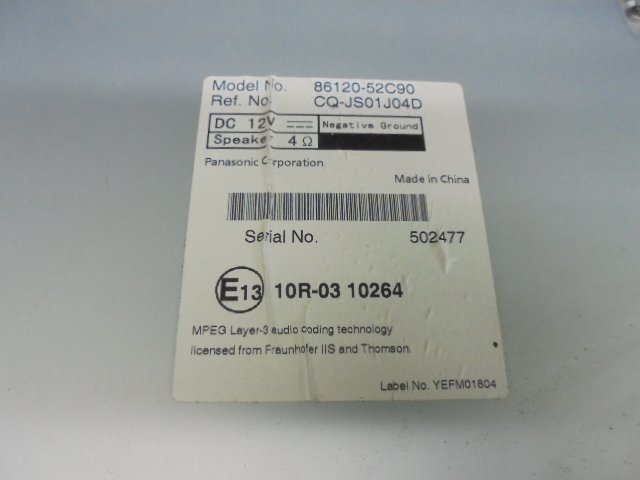 Model No. 86120-52C90
Ref. No. CQ-JS01J04D
DC 12V Negative Ground
Speaker 4Ω
Panasonic Corporation
Made in China
Serial No. 502477
E13 10R-03 10264
MPEG Layer-3 audio coding technology
licensed from Fraunhofer IIS and Thomson
Label No. YEFM01804